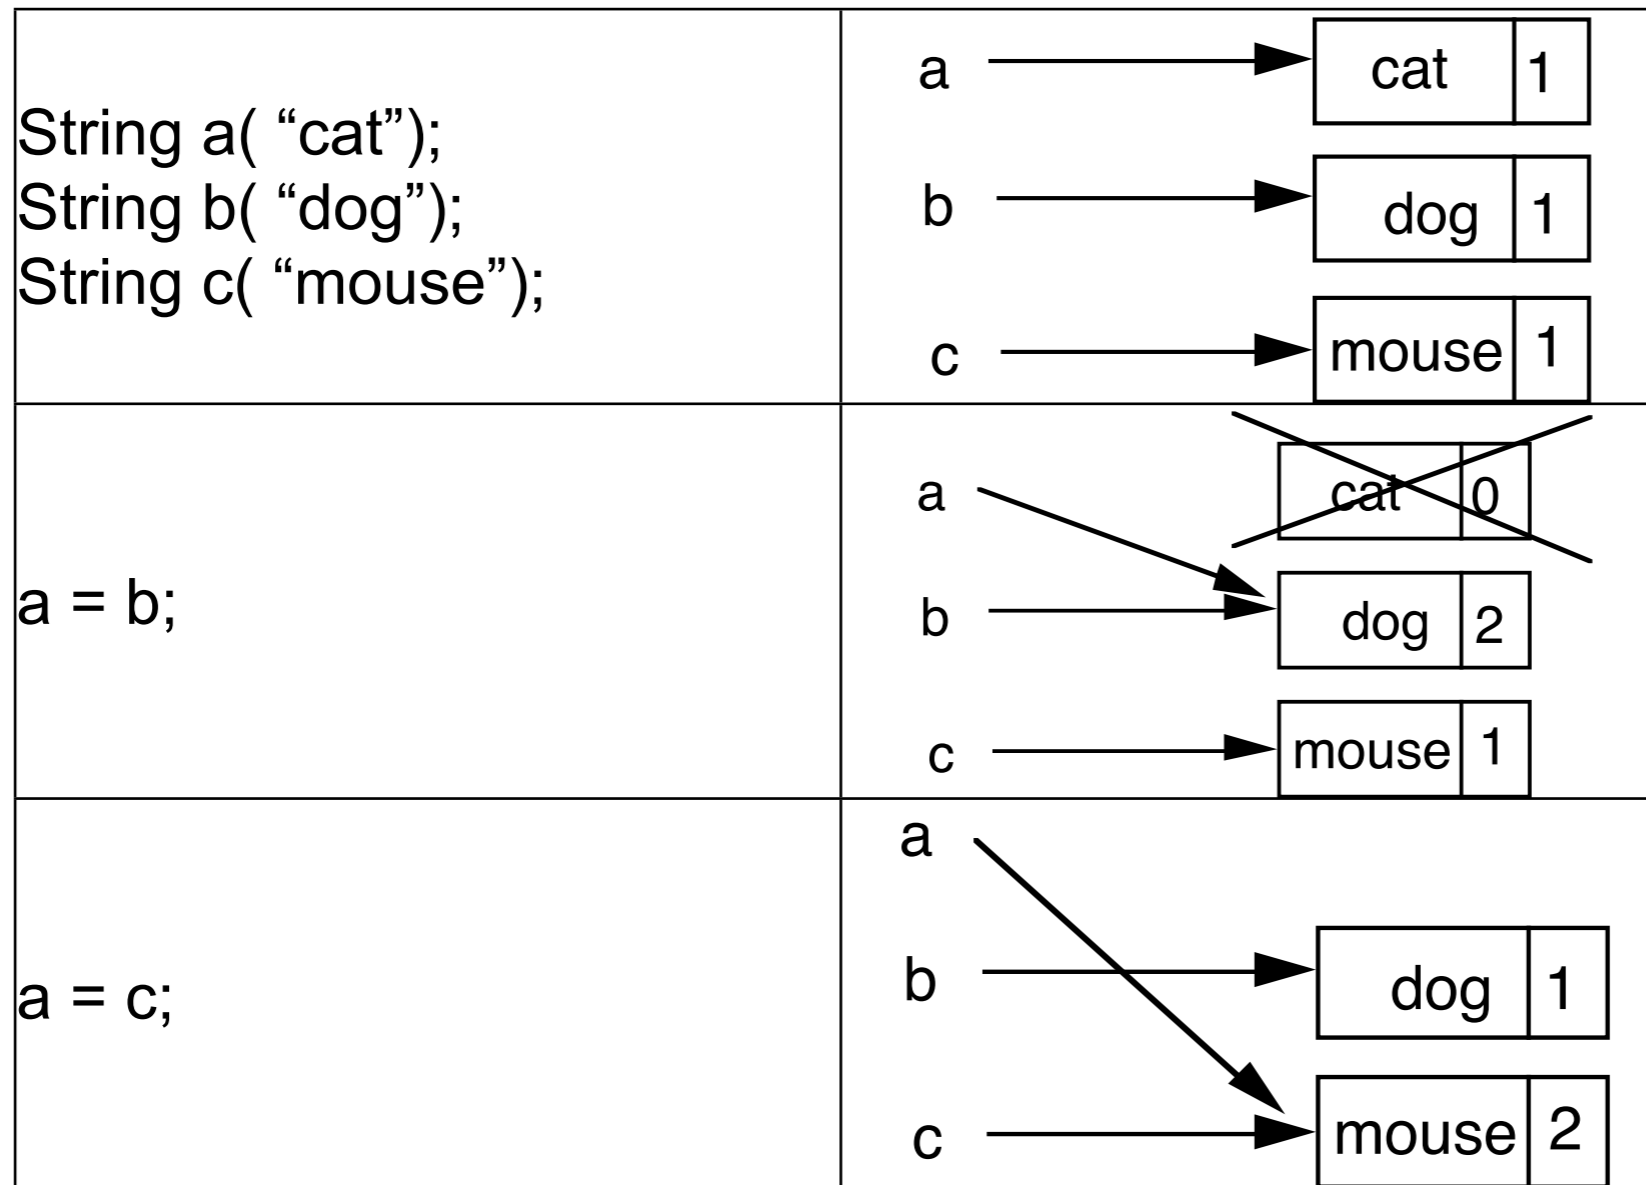 String a( “cat”);
String b( “dog”);
String c( “mouse”);
a cat 1
b dog 1
c mouse 1
a = b;
a cat 0
b dog 2
c mouse 1
a = c;
a
b dog 1
c mouse 2